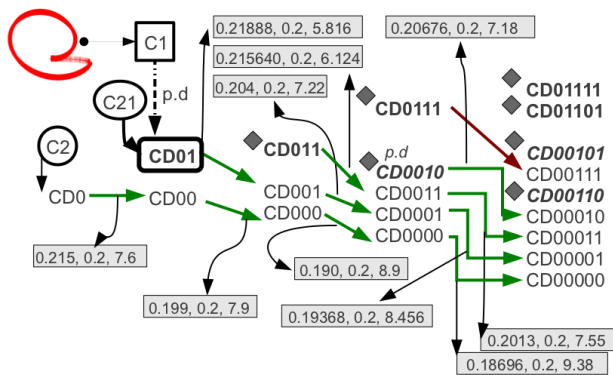 0.21888, 0.2, 5.816
0.20676, 0.2, 7.18
C1
0.215640, 0.2, 6.124
0.204, 0.2, 7.22
p.d
C21
CD01111
CD01101
CD0111
C2
CD01
CD011
p.d
CD0010
CD00101
CD00111
CD00110
CD0
CD00
CD001
CD000
CD0011
CD0001
CD0000
CD00010
CD00011
CD00001
CD00000
0.215, 0.2, 7.6
0.190, 0.2, 8.9
0.199, 0.2, 7.9
0.19368, 0.2, 8.456
0.2013, 0.2, 7.55
0.18696, 0.2, 9.38